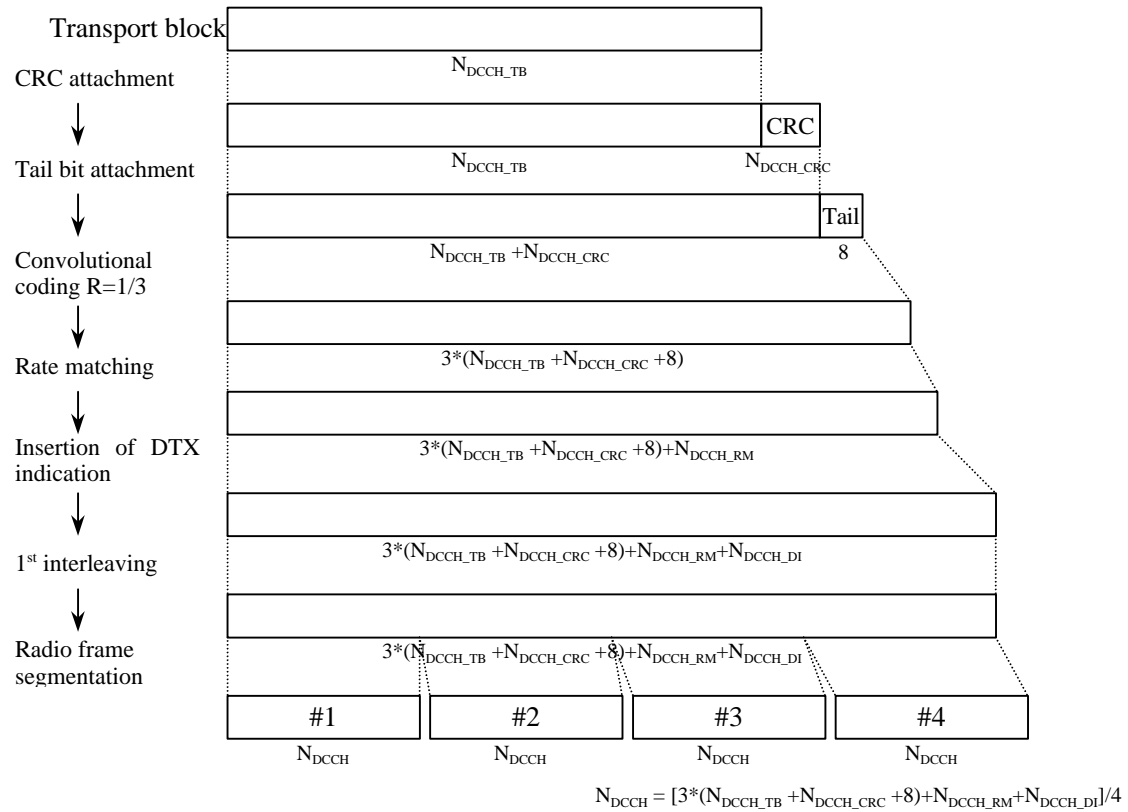 Transport block
N_DCCH_TB
CRC attachment
CRC
N_DCCH_TB N_DCCH_CRC
Tail bit attachment
Tail
N_DCCH_TB +N_DCCH_CRC 8
Convolutional
coding R=1/3
3*(N_DCCH_TB +N_DCCH_CRC +8)
Rate matching
3*(N_DCCH_TB +N_DCCH_CRC +8)+N_DCCH_RM
Insertion of DTX
indication
3*(N_DCCH_TB +N_DCCH_CRC +8)+N_DCCH_RM+N_DCCH_DI
1st interleaving
3*(N_DCCH_TB +N_DCCH_CRC +8)+N_DCCH_RM+N_DCCH_DI
Radio frame
segmentation
#1 #2 #3 #4
N_DCCH N_DCCH N_DCCH N_DCCH
N_DCCH = [3*(N_DCCH_TB +N_DCCH_CRC +8)+N_DCCH_RM+N_DCCH_DI]/4